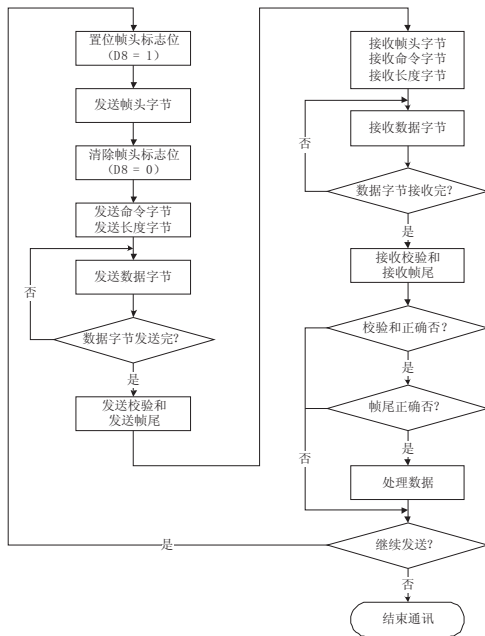 置位帧头标志位
（D8 = 1）
发送帧头字节
清除帧头标志位
（D8 = 0）
发送命令字节
发送长度字节
发送数据字节
否
数据字节发送完？
是
发送校验和
发送帧尾
接收帧头字节
接收命令字节
接收长度字节
接收数据字节
否
数据字节接收完？
是
接收校验和
接收帧尾
校验和正确否？
是
帧尾正确否？
否
是
处理数据
继续发送？
是
否
结束通讯